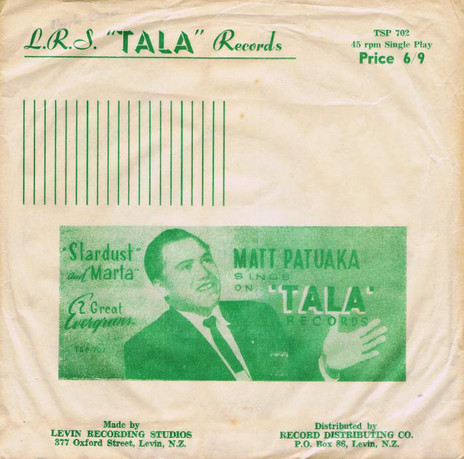 L.R.S. "TALA" Records
TSP 702
45 rpm Single Play
Price 6/9
"Stardust"
and "Marta"
2 Great
Evergreens
TSP 701
MATT PATUAKA
SINGS
ON "TALA"
RECORDS
Made by
LEVIN RECORDING STUDIOS
377 Oxford Street, Levin, N.Z.
Distributed by
RECORD DISTRIBUTING CO.
P.O. Box 86, Levin, N.Z.